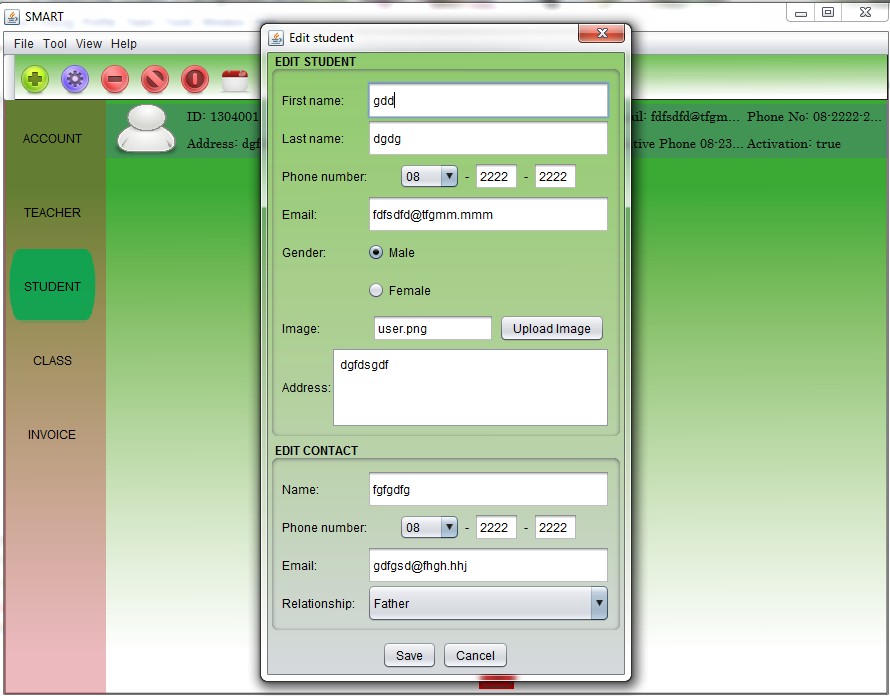 SMART
File Tool View Help
ACCOUNT
TEACHER
STUDENT
CLASS
INVOICE
ID: 1304001
Address: dgf
fdfsdfd@tfgm... Phone No: 08-2222-2...
Phone 08-23... Activation: true
Edit student
EDIT STUDENT
First name: gdd
Last name: dgdg
Phone number: 08 - 2222 - 2222
Email: fdfsdfd@tfgmm.mmm
Gender: Male
Female
Image: user.png Upload Image
Address: dgfdsgdf
EDIT CONTACT
Name: fgfgdfg
Phone number: 08 - 2222 - 2222
Email: gdfgsd@fhgh.hhj
Relationship: Father
Save Cancel